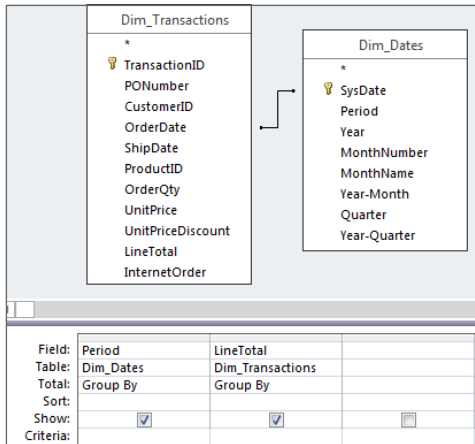 Dim_Transactions
*
TransactionID
PONumber
CustomerID
OrderDate
ShipDate
ProductID
OrderQty
UnitPrice
UnitPriceDiscount
LineTotal
InternetOrder
Dim_Dates
*
SysDate
Period
Year
MonthNumber
MonthName
Year-Month
Quarter
Year-Quarter
Field: Period LineTotal
Table: Dim_Dates Dim_Transactions
Total: Group By Group By
Sort:
Show:
Criteria: